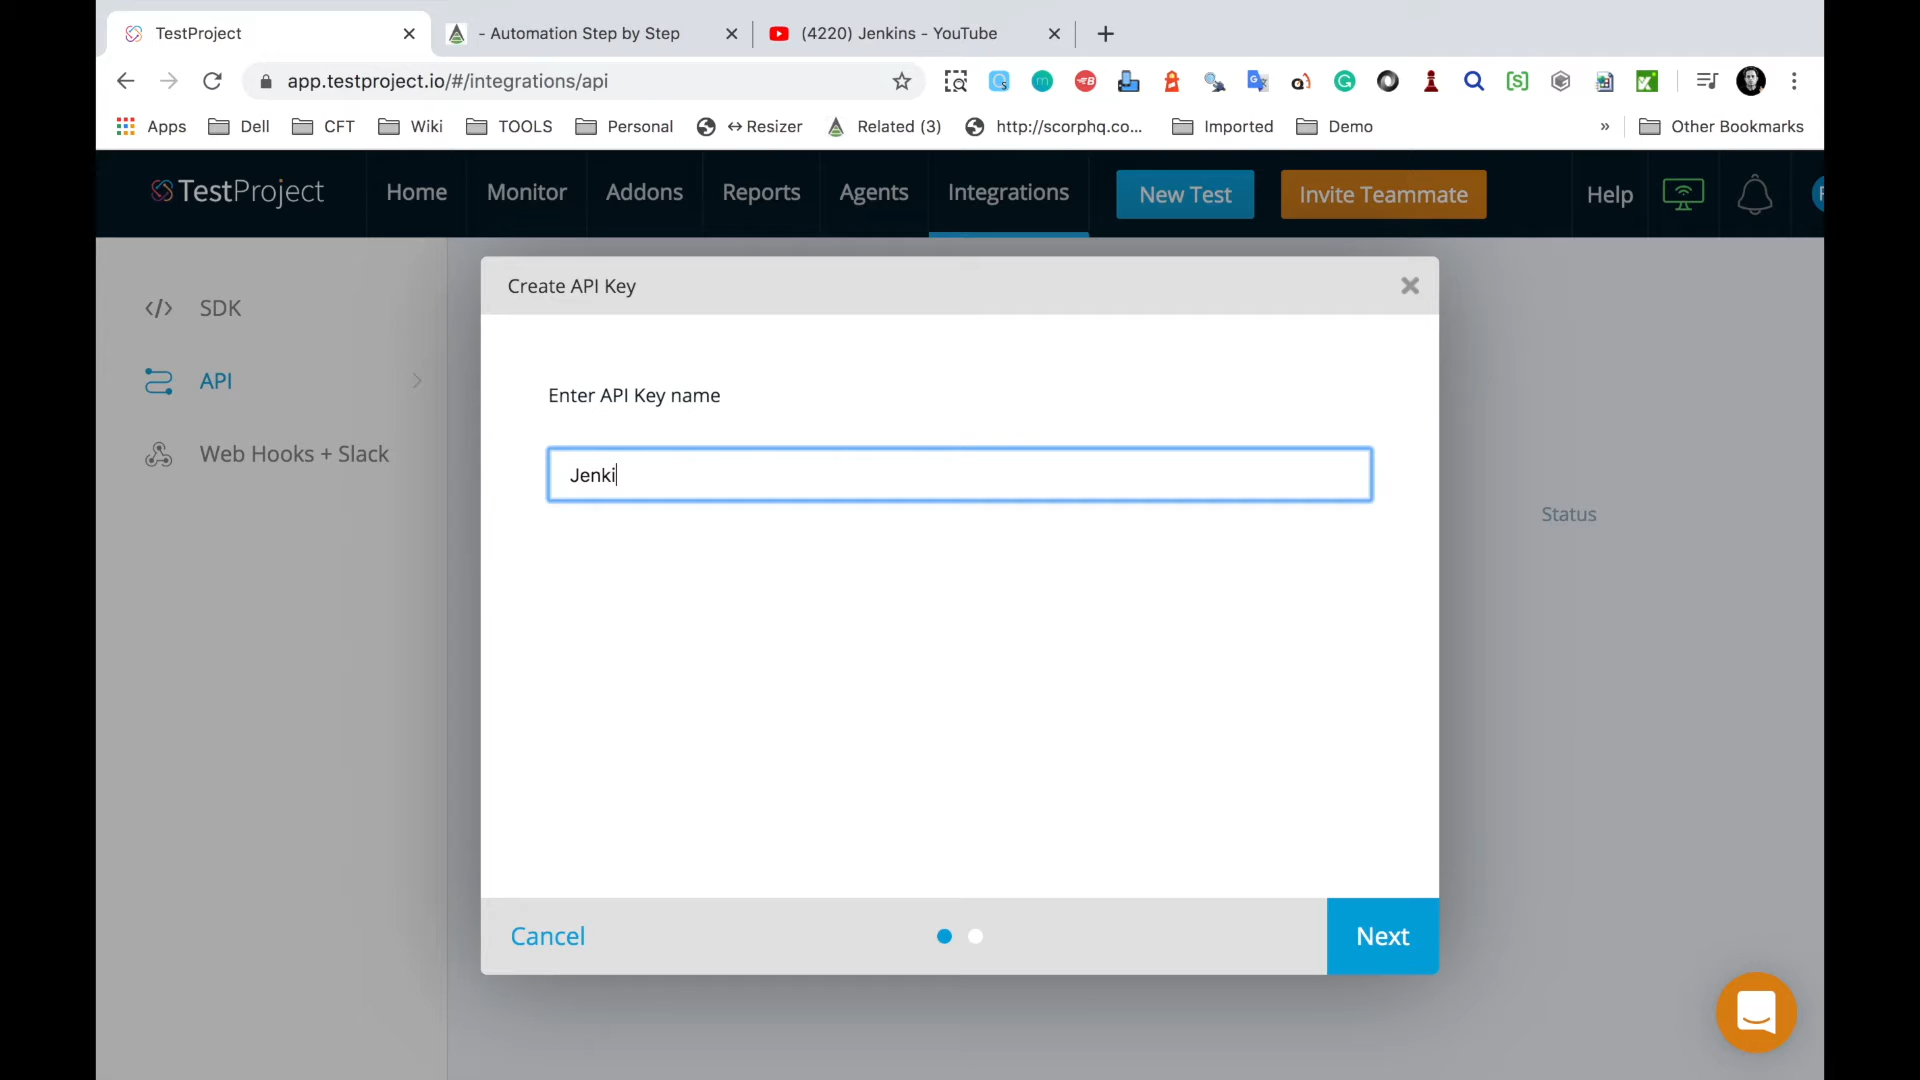 TestProject
- Automation Step by Step
(4220) Jenkins - YouTube
app.testproject.io/#/integrations/api
Apps
Dell
CFT
Wiki
TOOLS
Personal
↔Resizer
Related (3)
http://scorphq.co...
Imported
Demo
»
Other Bookmarks
TestProject
Home
Monitor
Addons
Reports
Agents
Integrations
New Test
Invite Teammate
Help
SDK
API
Web Hooks + Slack
Create API Key
Enter API Key name
Jenki
Status
Cancel
Next